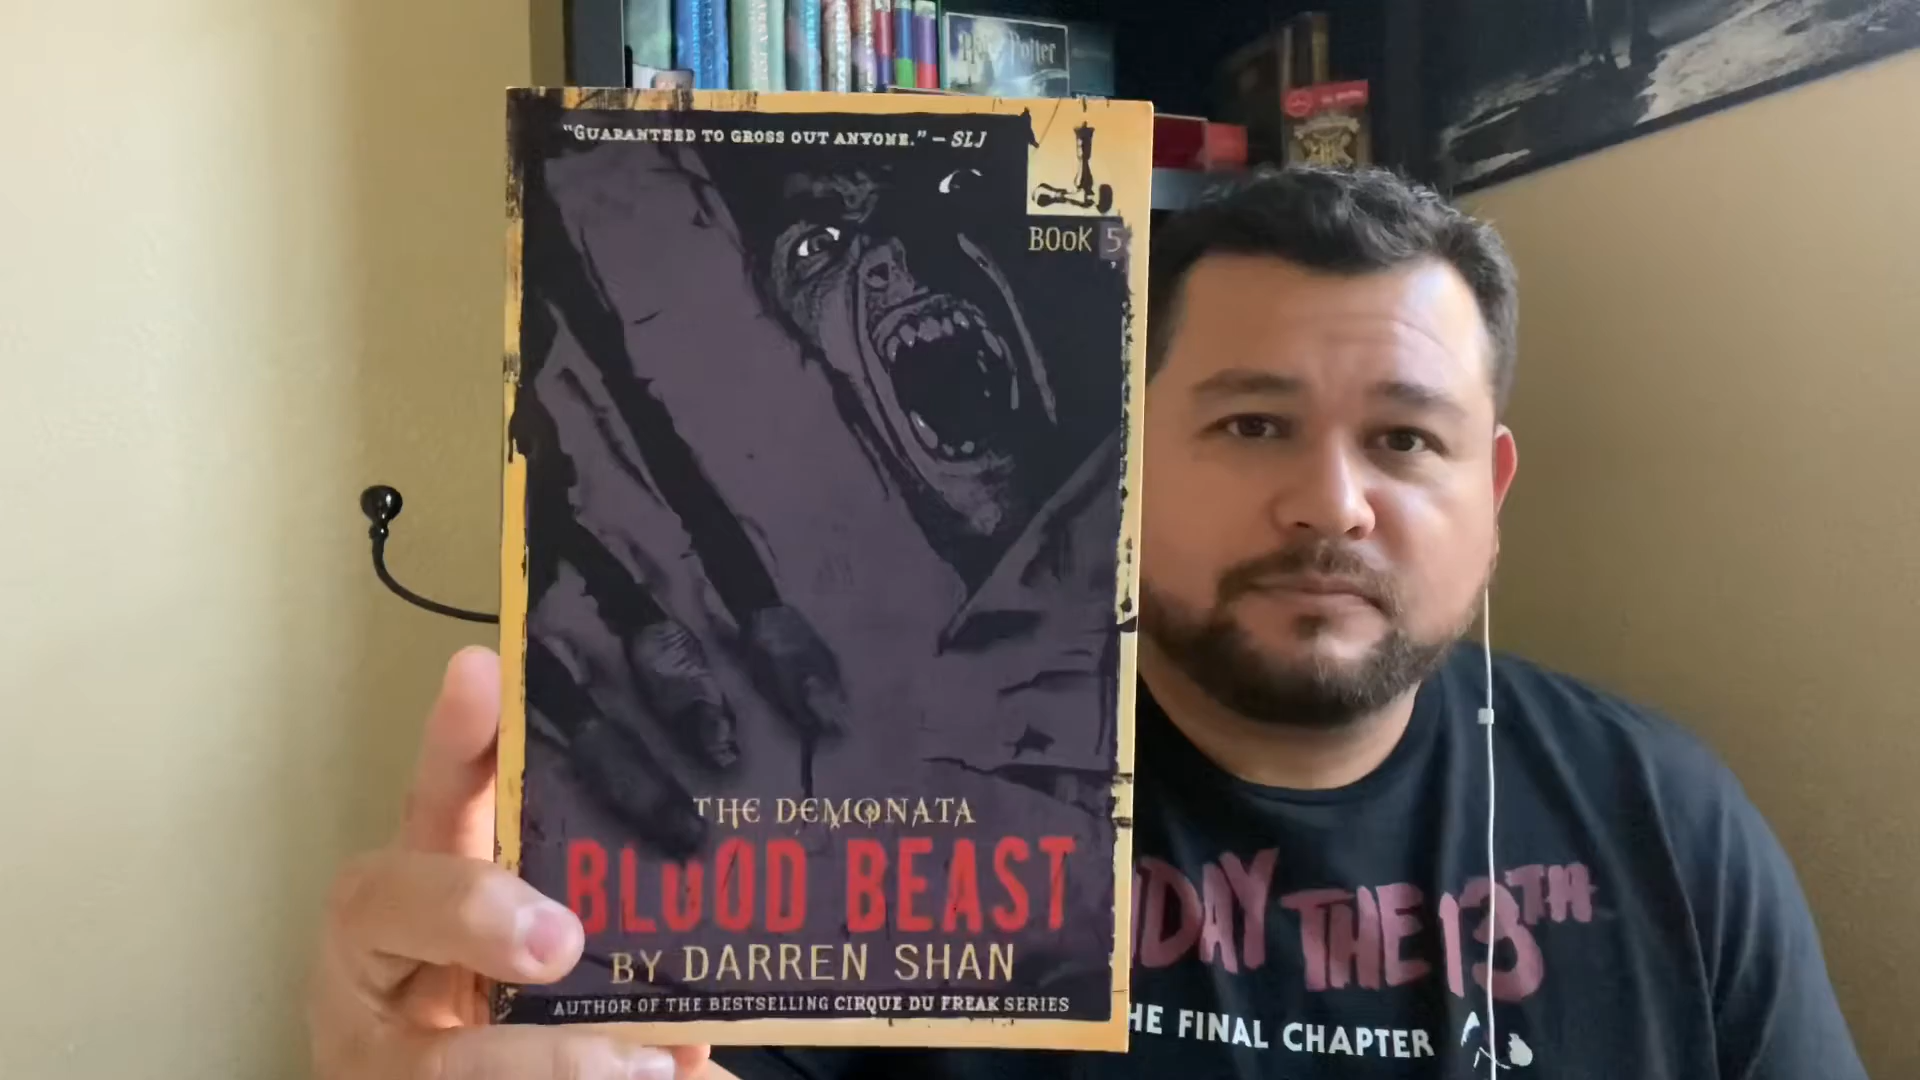 Harry Potter
"GUARANTEED TO GROSS OUT ANYONE." – SLJ
BOOK 5
THE DEMONATA
BLOOD BEAST
BY DARREN SHAN
AUTHOR OF THE BESTSELLING CIRQUE DU FREAK SERIES
DAY THE 13TH
HE FINAL CHAPTER